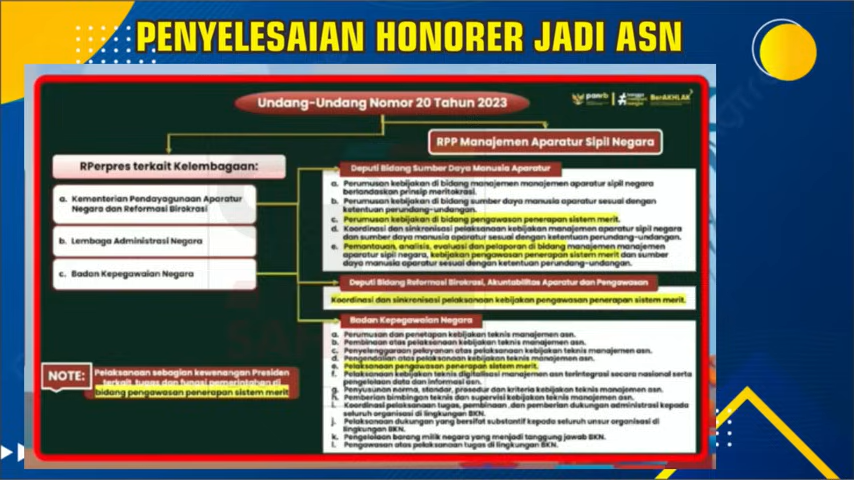 PENYELESAIAN HONORER JADI ASN
Undang-Undang Nomor 20 Tahun 2023
panrb
BerAKHLAK
RPP Manajemen Aparatur Sipil Negara
RPerpres terkait Kelembagaan:
a. Kementerian Pendayagunaan Aparatur
Negara dan Reformasi Birokrasi
b. Lembaga Administrasi Negara
c. Badan Kepegawaian Negara
Deputi Bidang Sumber Daya Manusia Aparatur
a. Perumusan kebijakan di bidang manajemen manajemen aparatur sipil negara
berlandaskan prinsip meritokrasi.
b. Perumusan kebijakan di bidang sumber daya manusia aparatur sesuai dengan
ketentuan perundang-undangan.
c. Perumusan kebijakan di bidang pengawasan penerapan sistem merit.
d. Koordinasi dan sinkronisasi pelaksanaan kebijakan manajemen aparatur sipil negara
dan sumber daya manusia aparatur sesuai dengan ketentuan perundang-undangan.
e. Pemantauan, analisis, evaluasi dan pelaporan di bidang manajemen manajemen
aparatur sipil negara, kebijakan pengawasan penerapan sistem merit dan sumber
daya manusia aparatur sesuai dengan ketentuan perundang-undangan.
Deputi Bidang Reformasi Birokrasi, Akuntabilitas Aparatur dan Pengawasan
Koordinasi dan sinkronisasi pelaksanaan kebijakan pengawasan penerapan sistem merit.
Badan Kepegawaian Negara
a. Perumusan dan penetapan kebijakan teknis manajemen asn.
b. Pembinaan atas pelaksanaan kebijakan teknis manajemen asn.
c. Penyelenggaraan pelayanan atas pelaksanaan kebijakan teknis manajemen asn.
d. Pengendalian atas pelaksanaan kebijakan teknis manajemen asn.
e. Pelaksanaan pengawasan penerapan sistem merit.
f. Pelaksanaan kebijakan teknis digitalisasi manajemen asn terintegrasi secara nasional serta
pengelolaan data dan informasi asn.
g. Penyusunan norma, standar, prosedur dan kriteria kebijakan teknis manajemen asn.
h. Pemberian bimbingan teknis dan supervisi kebijakan teknis manajemen asn.
i. Koordinasi pelaksanaan tugas, pembinaan ,dan pemberian dukungan administrasi kepada
seluruh organisasi di lingkungan BKN.
j. Pelaksanaan dukungan yang bersifat substantif kepada seluruh unsur organisasi di
lingkungan BKN.
k. Pengelolaan barang milik negara yang menjadi tanggung jawab BKN.
l. Pengawasan atas pelaksanaan tugas di lingkungan BKN.
NOTE:
Pelaksanaan sebagian kewenangan Presiden
terkait tugas dan fungsi pemerintahan di
bidang pengawasan penerapan sistem merit